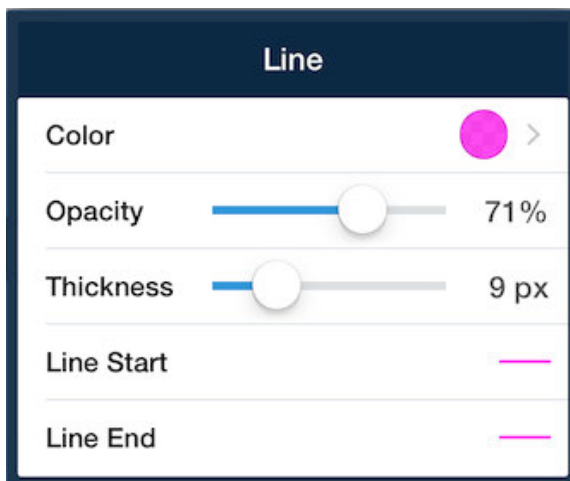 Line
Color
Opacity 71%
Thickness 9 px
Line Start
Line End